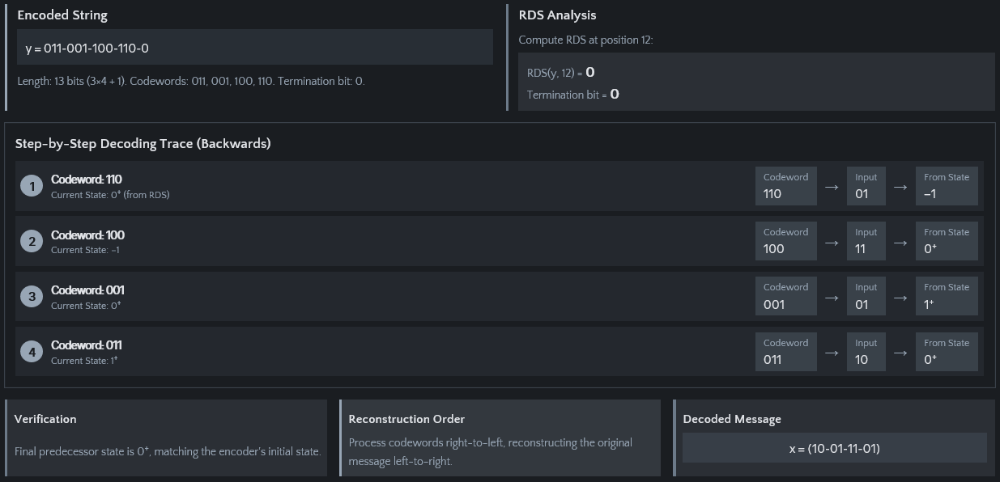 Encoded String
y = 011-001-100-110-0
Length: 13 bits (3×4 + 1). Codewords: 011, 001, 100, 110. Termination bit: 0.
RDS Analysis
Compute RDS at position 12:
RDS(y, 12) = 0
Termination bit = 0
Step-by-Step Decoding Trace (Backwards)
1
Codeword: 110
Current State: 0⁺ (from RDS)
Codeword → Input → From State
110 01 −1
2
Codeword: 100
Current State: −1
Codeword → Input → From State
100 11 0⁺
3
Codeword: 001
Current State: 0⁺
Codeword → Input → From State
001 01 1⁺
4
Codeword: 011
Current State: 1⁺
Codeword → Input → From State
011 10 0⁺
Verification
Final predecessor state is 0⁺, matching the encoder's initial state.
Reconstruction Order
Process codewords right-to-left, reconstructing the original
message left-to-right.
Decoded Message
x = (10-01-11-01)